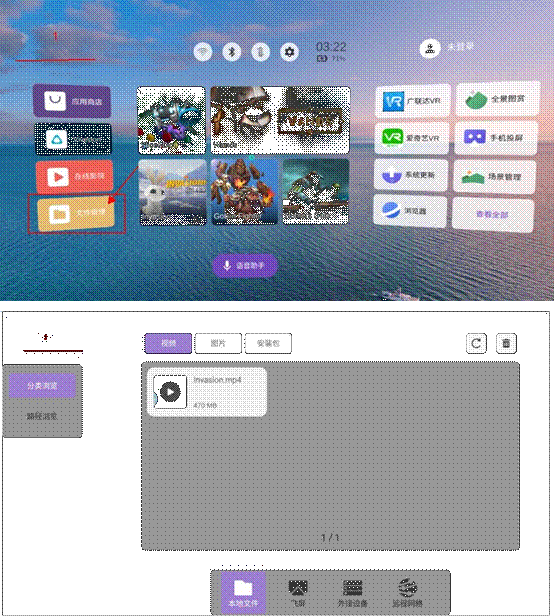 1
03:22
71%
未登录
应用商店
在线影视
文件管理
广联达VR
全景图赏
爱奇艺VR
手机投屏
系统更新
场景管理
浏览器
查看全部
语音助手
视频
图片
安装包
分类浏览
路径浏览
Invasion.mp4
470 MB
1 / 1
本地文件
飞屏
外接设备
远程网络